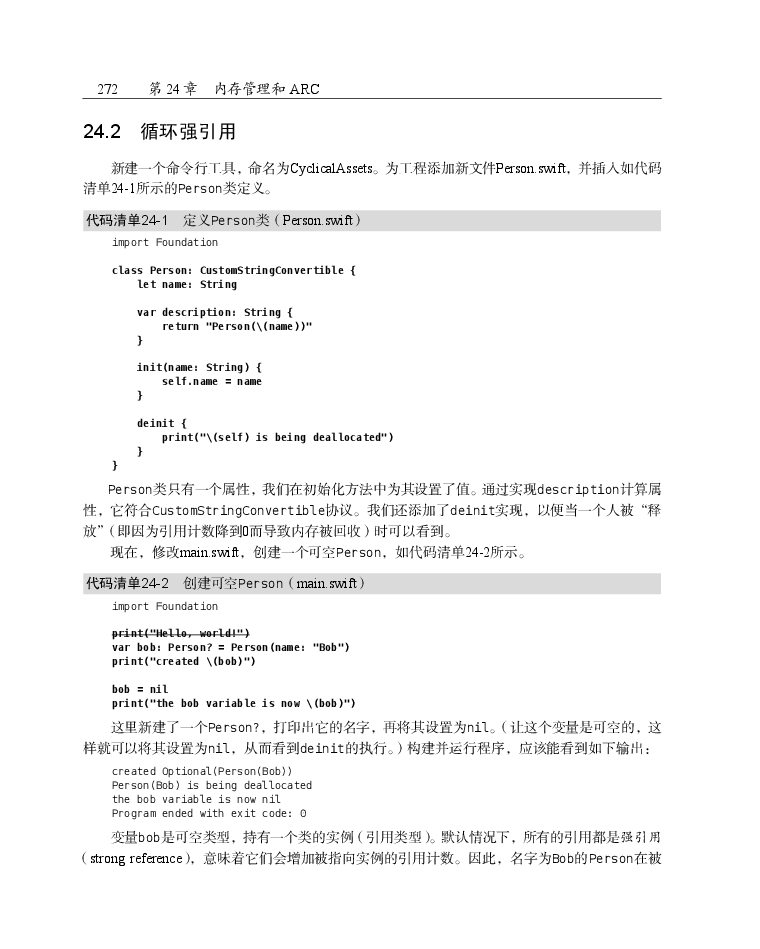 272 第 24 章 内存管理和 ARC
24.2 循环强引用
新建一个命令行工具，命名为CyclicalAssets。为工程添加新文件Person.swift，并插入如代码
清单24-1所示的Person类定义。
代码清单24-1 定义Person类（Person.swift）
import Foundation
class Person: CustomStringConvertible {
    let name: String
    var description: String {
        return "Person(\(name))"
    }
    init(name: String) {
        self.name = name
    }
    deinit {
        print("\(self) is being deallocated")
    }
}
Person类只有一个属性，我们在初始化方法中为其设置了值。通过实现description计算属
性，它符合CustomStringConvertible协议。我们还添加了deinit实现，以便当一个人被“释
放”（即因为引用计数降到0而导致内存被回收）时可以看到。
现在，修改main.swift，创建一个可空Person，如代码清单24-2所示。
代码清单24-2 创建可空Person（main.swift）
import Foundation
print("Hello, world!")
var bob: Person? = Person(name: "Bob")
print("created \(bob)")
bob = nil
print("the bob variable is now \(bob)")
这里新建了一个Person?，打印出它的名字，再将其设置为nil。（让这个变量是可空的，这
样就可以将其设置为nil，从而看到deinit的执行。）构建并运行程序，应该能看到如下输出：
created Optional(Person(Bob))
Person(Bob) is being deallocated
the bob variable is now nil
Program ended with exit code: 0
变量bob是可空类型，持有一个类的实例（引用类型）。默认情况下，所有的引用都是强引用
（strong reference），意味着它们会增加被指向实例的引用计数。因此，名字为Bob的Person在被